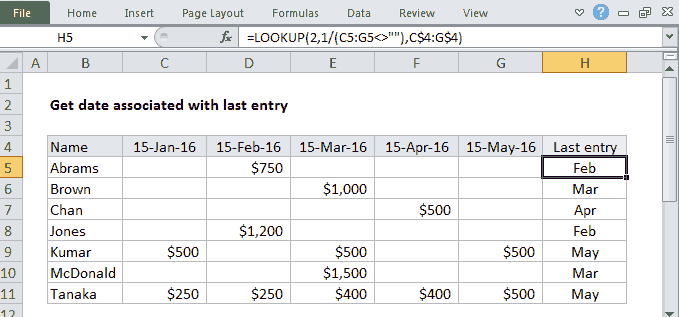 File Home Insert Page Layout Formulas Data Review View
H5 fx =LOOKUP(2,1/(C5:G5<>""),C$4:G$4)
A B C D E F G H
1
2 Get date associated with last entry
3
4 Name 15-Jan-16 15-Feb-16 15-Mar-16 15-Apr-16 15-May-16 Last entry
5 Abrams $750 Feb
6 Brown $1,000 Mar
7 Chan $500 Apr
8 Jones $1,200 Feb
9 Kumar $500 $500 $500 May
10 McDonald $1,500 Mar
11 Tanaka $250 $250 $400 $400 $500 May
12